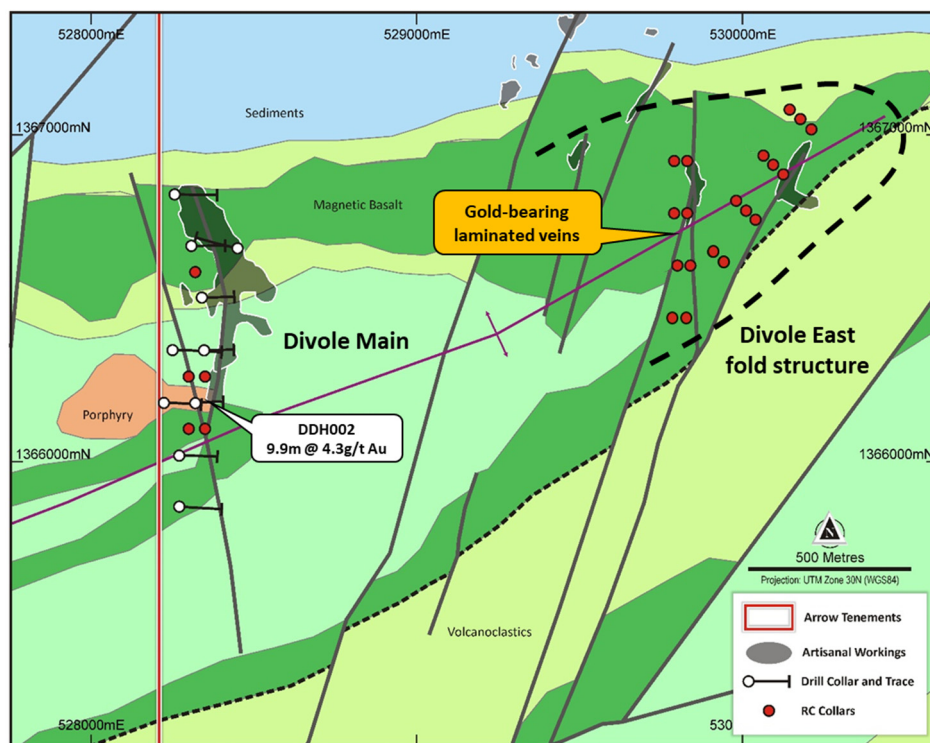 528000mE
529000mE
530000mE
Sediments
1367000mN
1367000mN
Magnetic Basalt
Gold-bearing
laminated veins
Divole Main
Divole East
fold structure
Porphyry
DDH002
9.9m @ 4.3g/t Au
1366000mN
1366000mN
N
500 Metres
Projection: UTM Zone 30N (WGS84)
Volcanoclastics
Arrow Tenements
Artisanal Workings
Drill Collar and Trace
RC Collars
528000mE